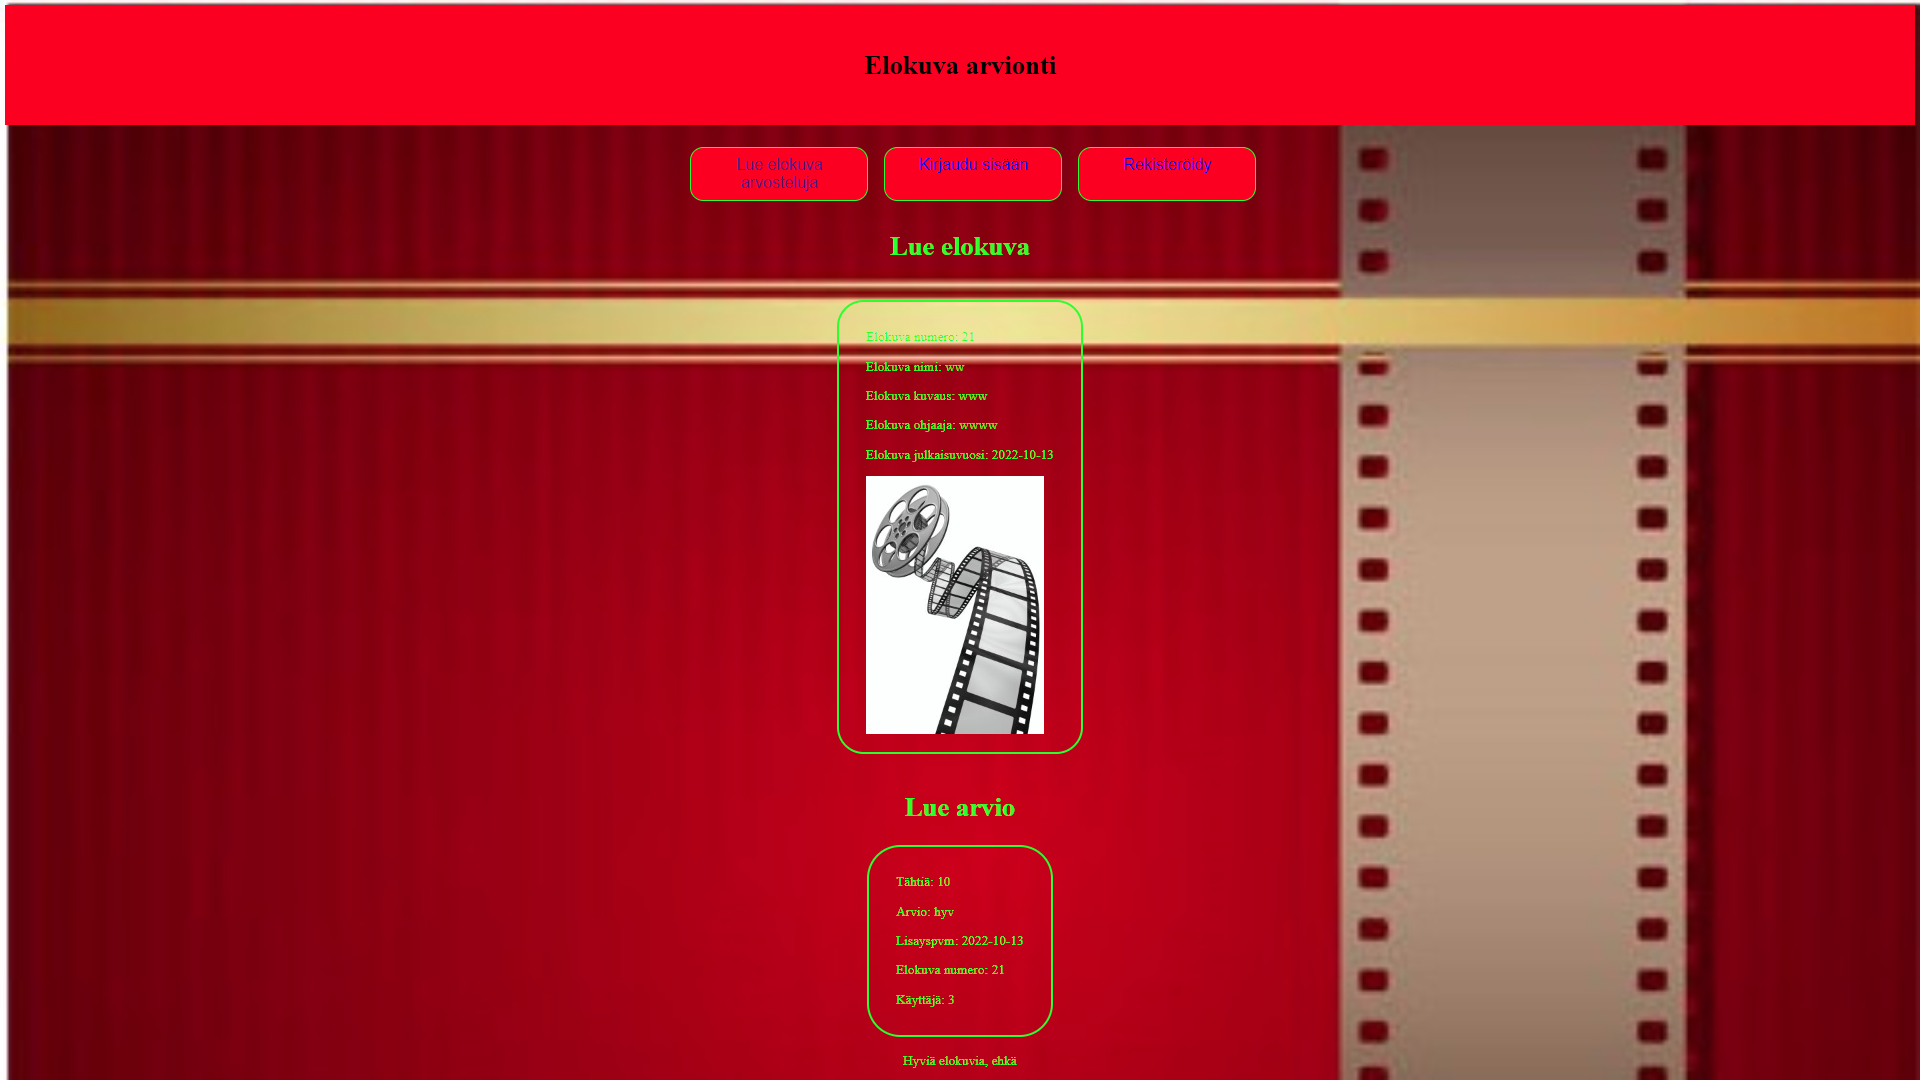 Elokuva arvionti
Lue elokuva
arvosteluja
Kirjaudu sisään
Rekisteröidy
Lue elokuva
Elokuva numero: 21
Elokuva nimi: ww
Elokuva kuvaus: www
Elokuva ohjaaja: wwww
Elokuva julkaisuvuosi: 2022-10-13
Lue arvio
Tähtiä: 10
Arvio: hyv
Lisayspvm: 2022-10-13
Elokuva numero: 21
Käyttäjä: 3
Hyviä elokuvia, ehkä